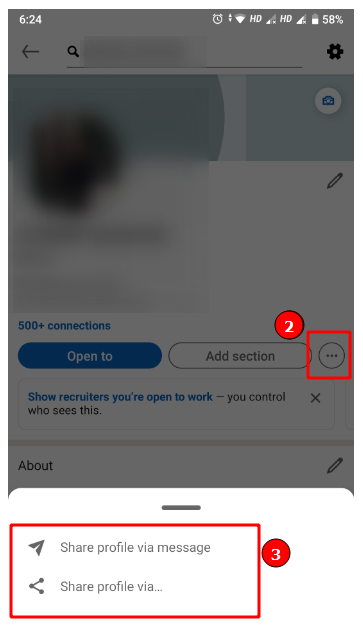 6:24 HD HD 58%
2
500+ connections
Open to Add section
Show recruiters you're open to work — you control
who sees this.
About
Share profile via message
3
Share profile via...